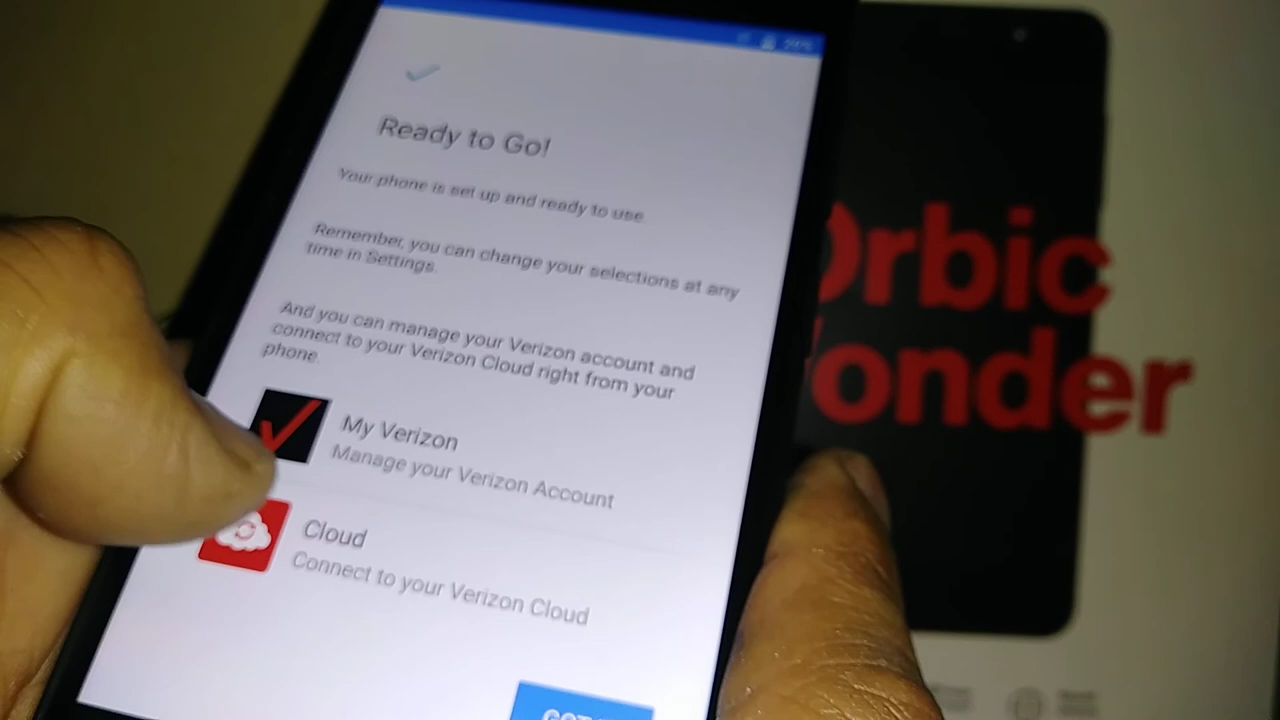 Ready to Go!
Your phone is set up and ready to use.
Remember, you can change your selections at any
time in Settings.
And you can manage your Verizon account and
connect to your Verizon Cloud right from your
phone.
My Verizon
Manage your Verizon Account
Cloud
Connect to your Verizon Cloud
Orbic
onder